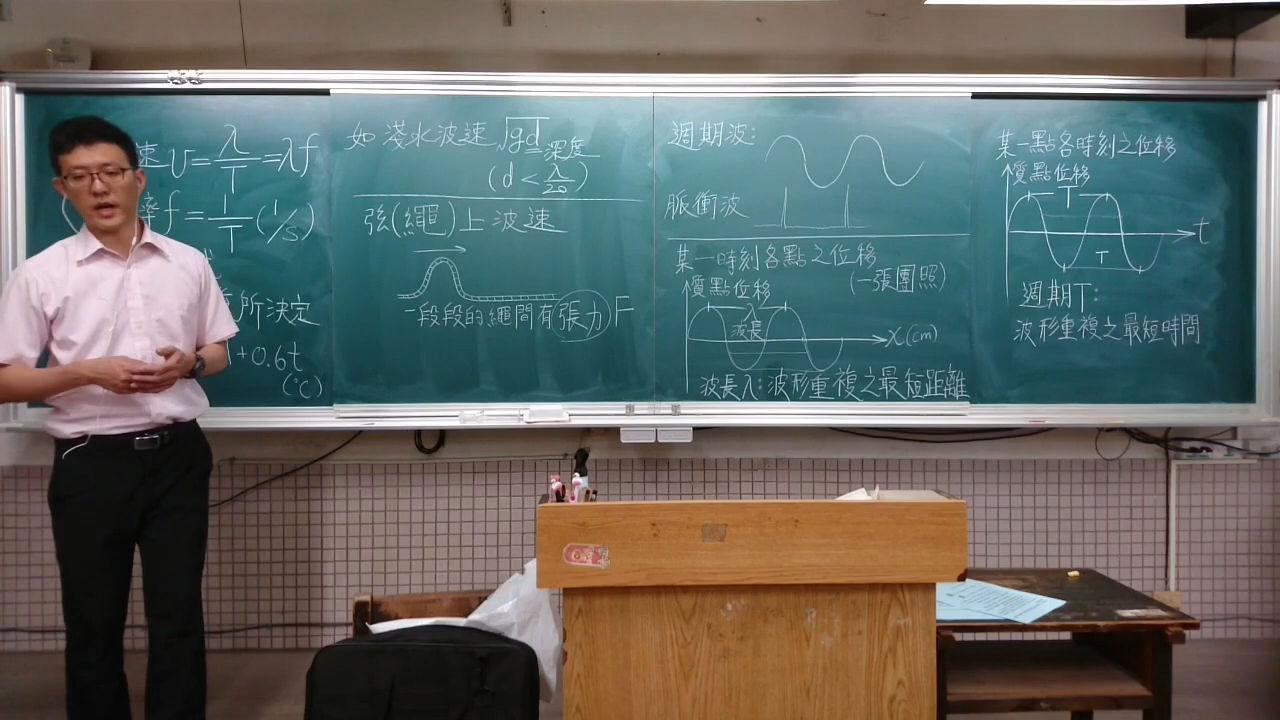 速 v = λ/T = λf
率 f = 1/T (1/s)
所決定
+0.6t
(°C)
如 淺水波速 √gd
深度
(d < λ/20)
弦(繩)上波速
一段段的繩間有張力 F
週期波:
脈衝波
某一時刻各點之位移
(一張團照)
質點位移
λ
波長
x(cm)
波長λ:波形重複之最短距離
某一點各時刻之位移
質點位移
T
t
T
週期T:
波形重複之最短時間